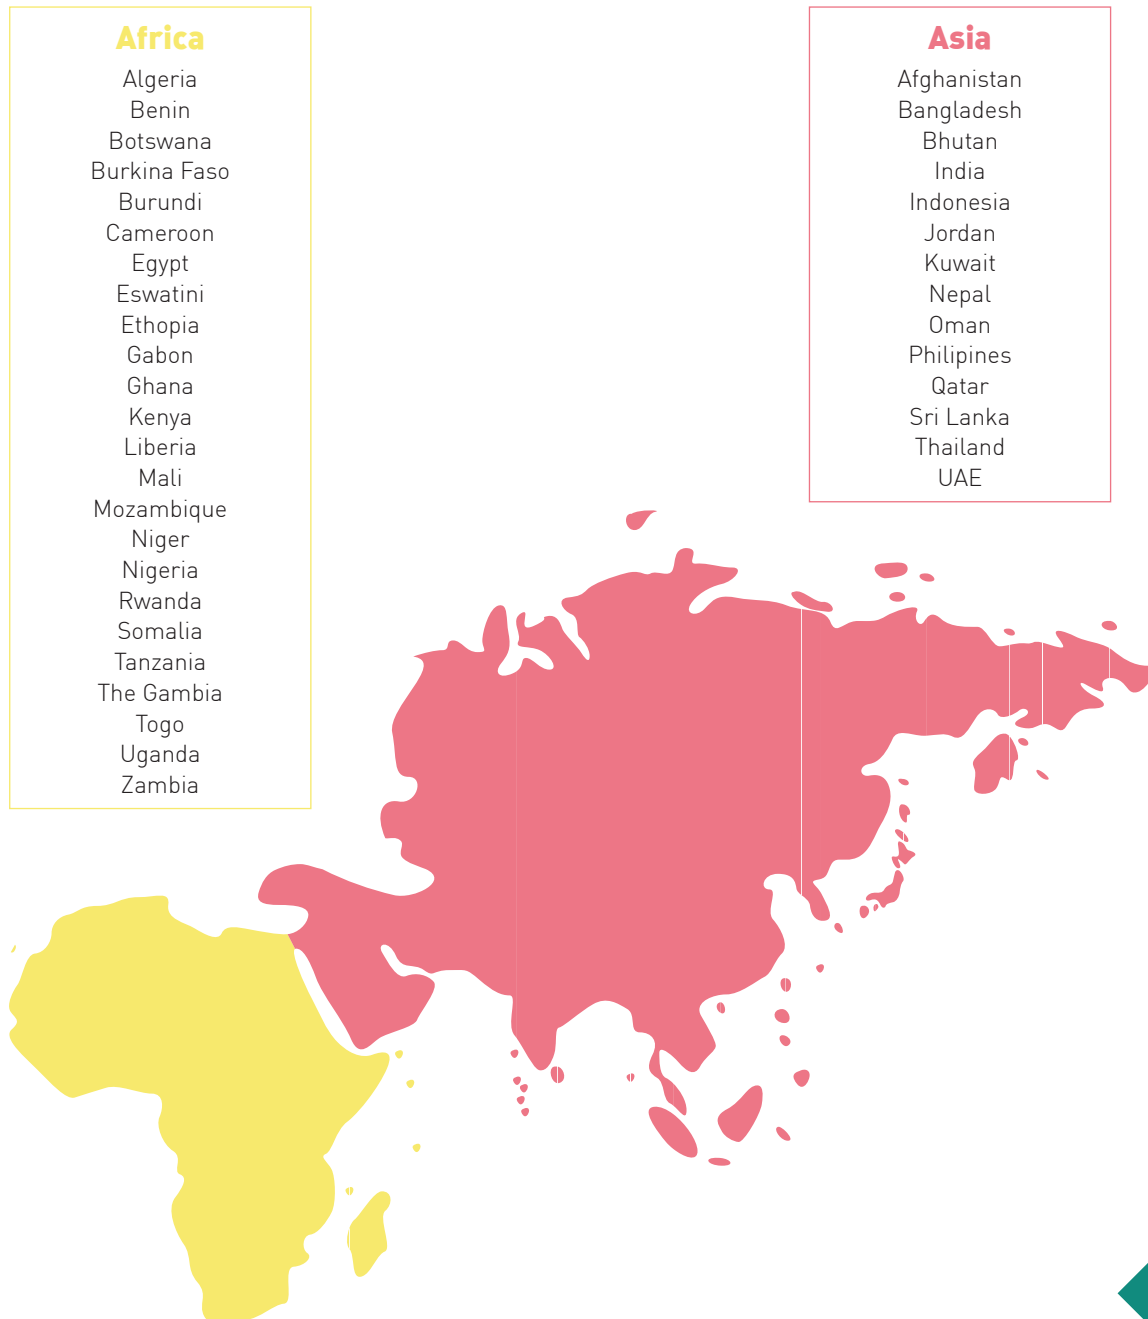 Africa
Algeria
Benin
Botswana
Burkina Faso
Burundi
Cameroon
Egypt
Eswatini
Ethopia
Gabon
Ghana
Kenya
Liberia
Mali
Mozambique
Niger
Nigeria
Rwanda
Somalia
Tanzania
The Gambia
Togo
Uganda
Zambia
Asia
Afghanistan
Bangladesh
Bhutan
India
Indonesia
Jordan
Kuwait
Nepal
Oman
Philipines
Qatar
Sri Lanka
Thailand
UAE